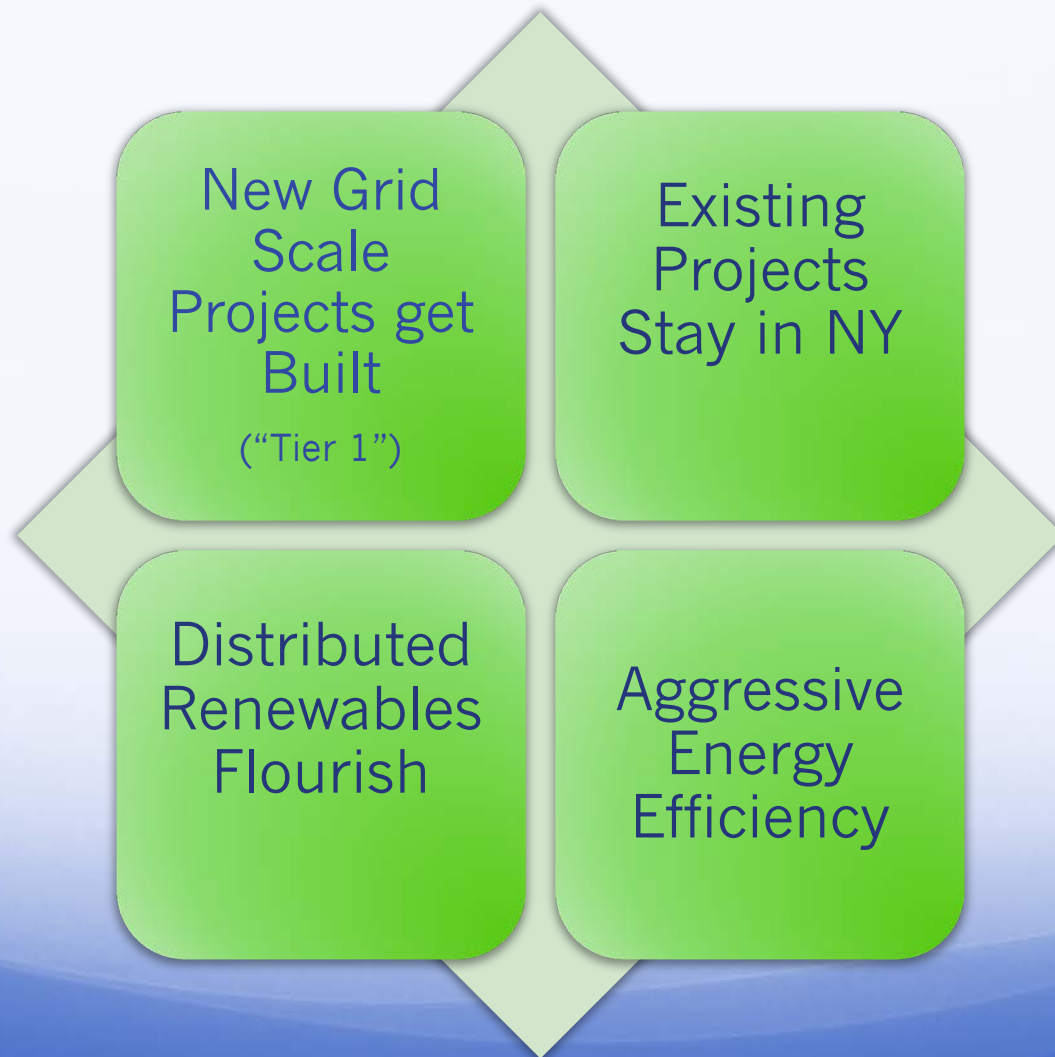 New Grid
Scale
Projects get
Built
(“Tier 1”)
Existing
Projects
Stay in NY
Distributed
Renewables
Flourish
Aggressive
Energy
Efficiency